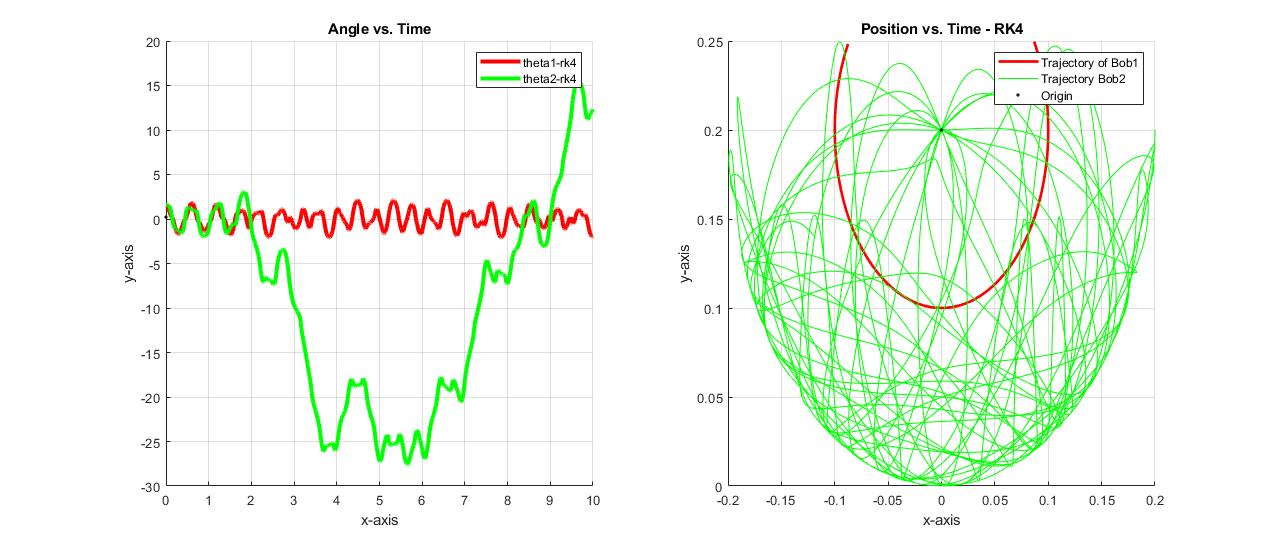 Angle vs. Time
20
15
10
5
0
-5
-10
-15
-20
-25
-30
0 1 2 3 4 5 6 7 8 9 10
x-axis
y-axis
theta1-rk4
theta2-rk4
Position vs. Time - RK4
0.25
0.2
0.15
0.1
0.05
0
-0.2 -0.15 -0.1 -0.05 0 0.05 0.1 0.15 0.2
x-axis
y-axis
Trajectory of Bob1
Trajectory Bob2
Origin